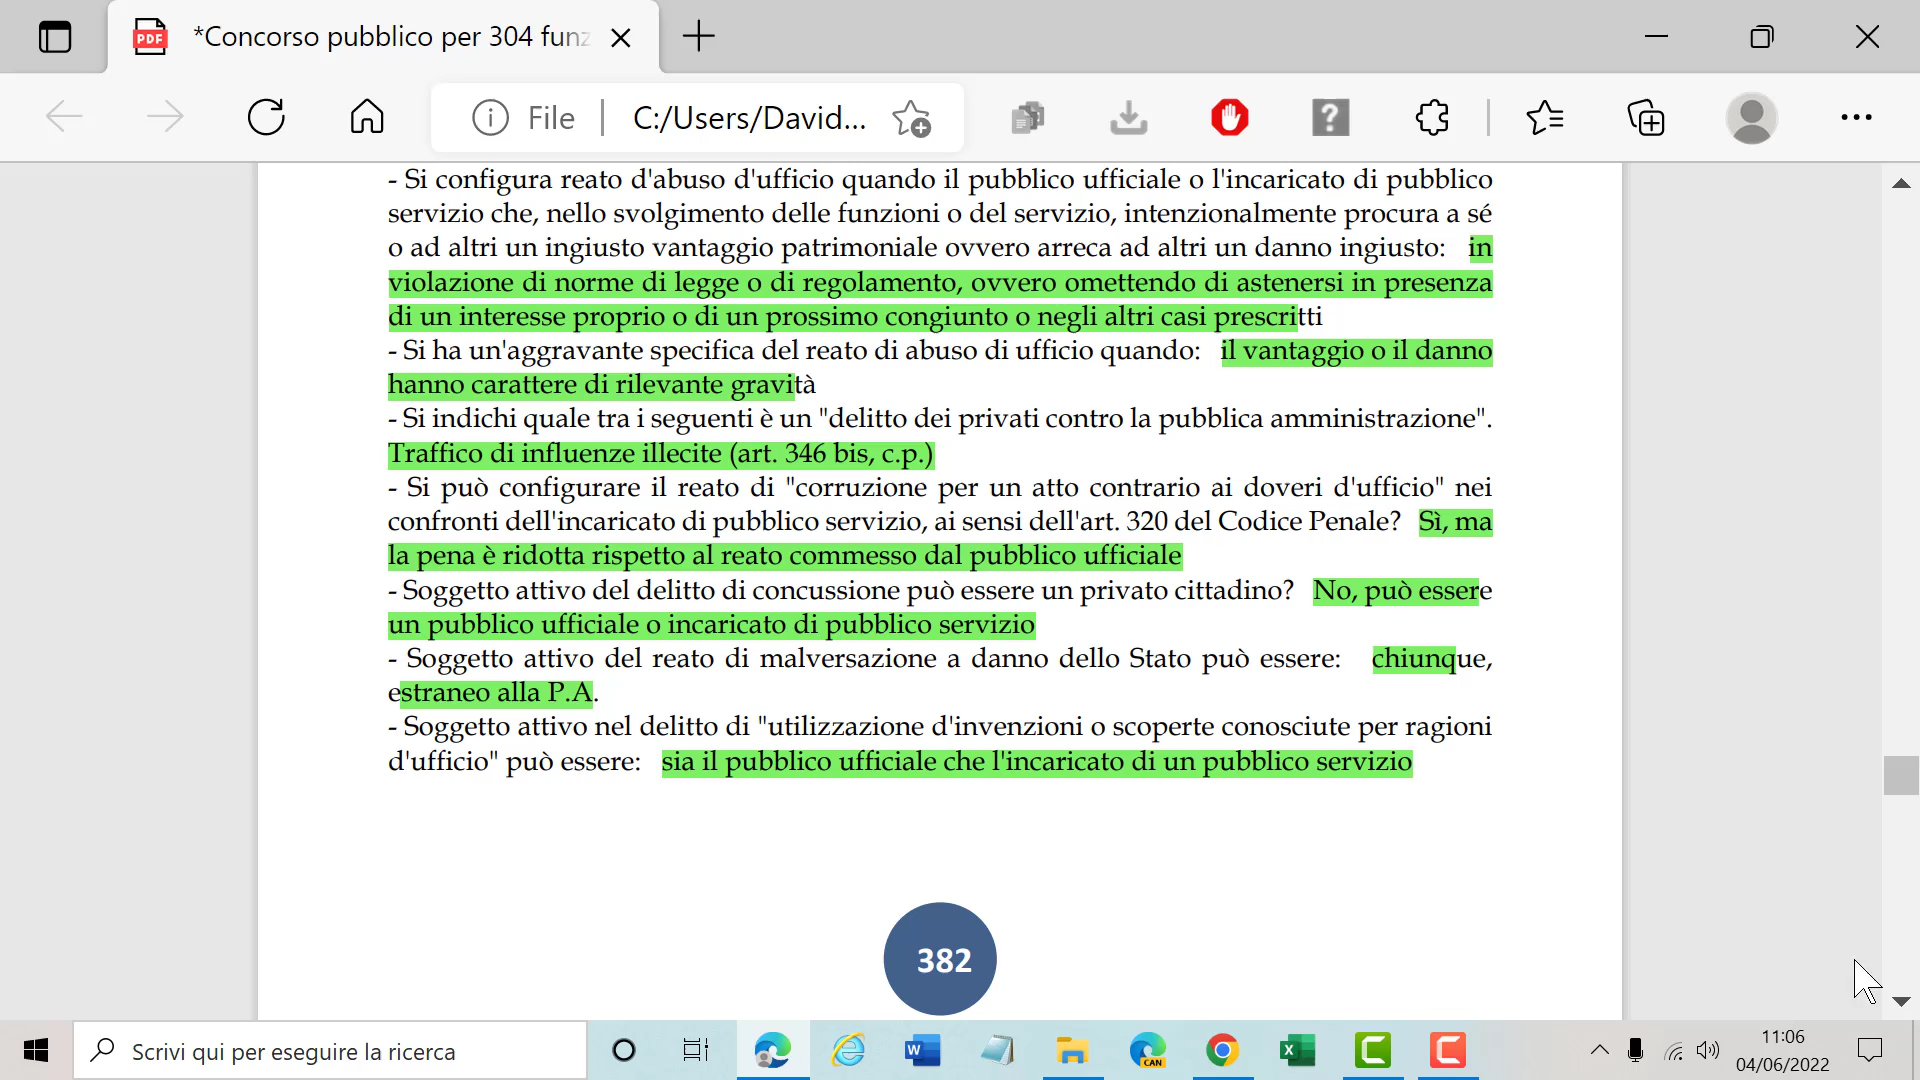 *Concorso pubblico per 304 funz
File
C:/Users/David...
- Si configura reato d'abuso d'ufficio quando il pubblico ufficiale o l'incaricato di pubblico
servizio che, nello svolgimento delle funzioni o del servizio, intenzionalmente procura a sé
o ad altri un ingiusto vantaggio patrimoniale ovvero arreca ad altri un danno ingiusto: in
violazione di norme di legge o di regolamento, ovvero omettendo di astenersi in presenza
di un interesse proprio o di un prossimo congiunto o negli altri casi prescritti
- Si ha un'aggravante specifica del reato di abuso di ufficio quando: il vantaggio o il danno
hanno carattere di rilevante gravità
- Si indichi quale tra i seguenti è un "delitto dei privati contro la pubblica amministrazione".
Traffico di influenze illecite (art. 346 bis, c.p.)
- Si può configurare il reato di "corruzione per un atto contrario ai doveri d'ufficio" nei
confronti dell'incaricato di pubblico servizio, ai sensi dell'art. 320 del Codice Penale? Sì, ma
la pena è ridotta rispetto al reato commesso dal pubblico ufficiale
- Soggetto attivo del delitto di concussione può essere un privato cittadino? No, può essere
un pubblico ufficiale o incaricato di pubblico servizio
- Soggetto attivo del reato di malversazione a danno dello Stato può essere: chiunque,
estraneo alla P.A.
- Soggetto attivo nel delitto di "utilizzazione d'invenzioni o scoperte conosciute per ragioni
d'ufficio" può essere: sia il pubblico ufficiale che l'incaricato di un pubblico servizio
382
Scrivi qui per eseguire la ricerca
11:06
04/06/2022
PDF
CAN